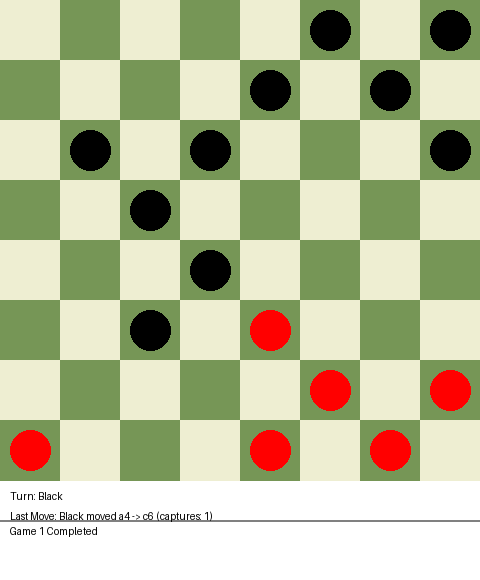 Turn: Black
Last Move: Black moved a4 -> c6 (captures: 1)
Game 1 Completed